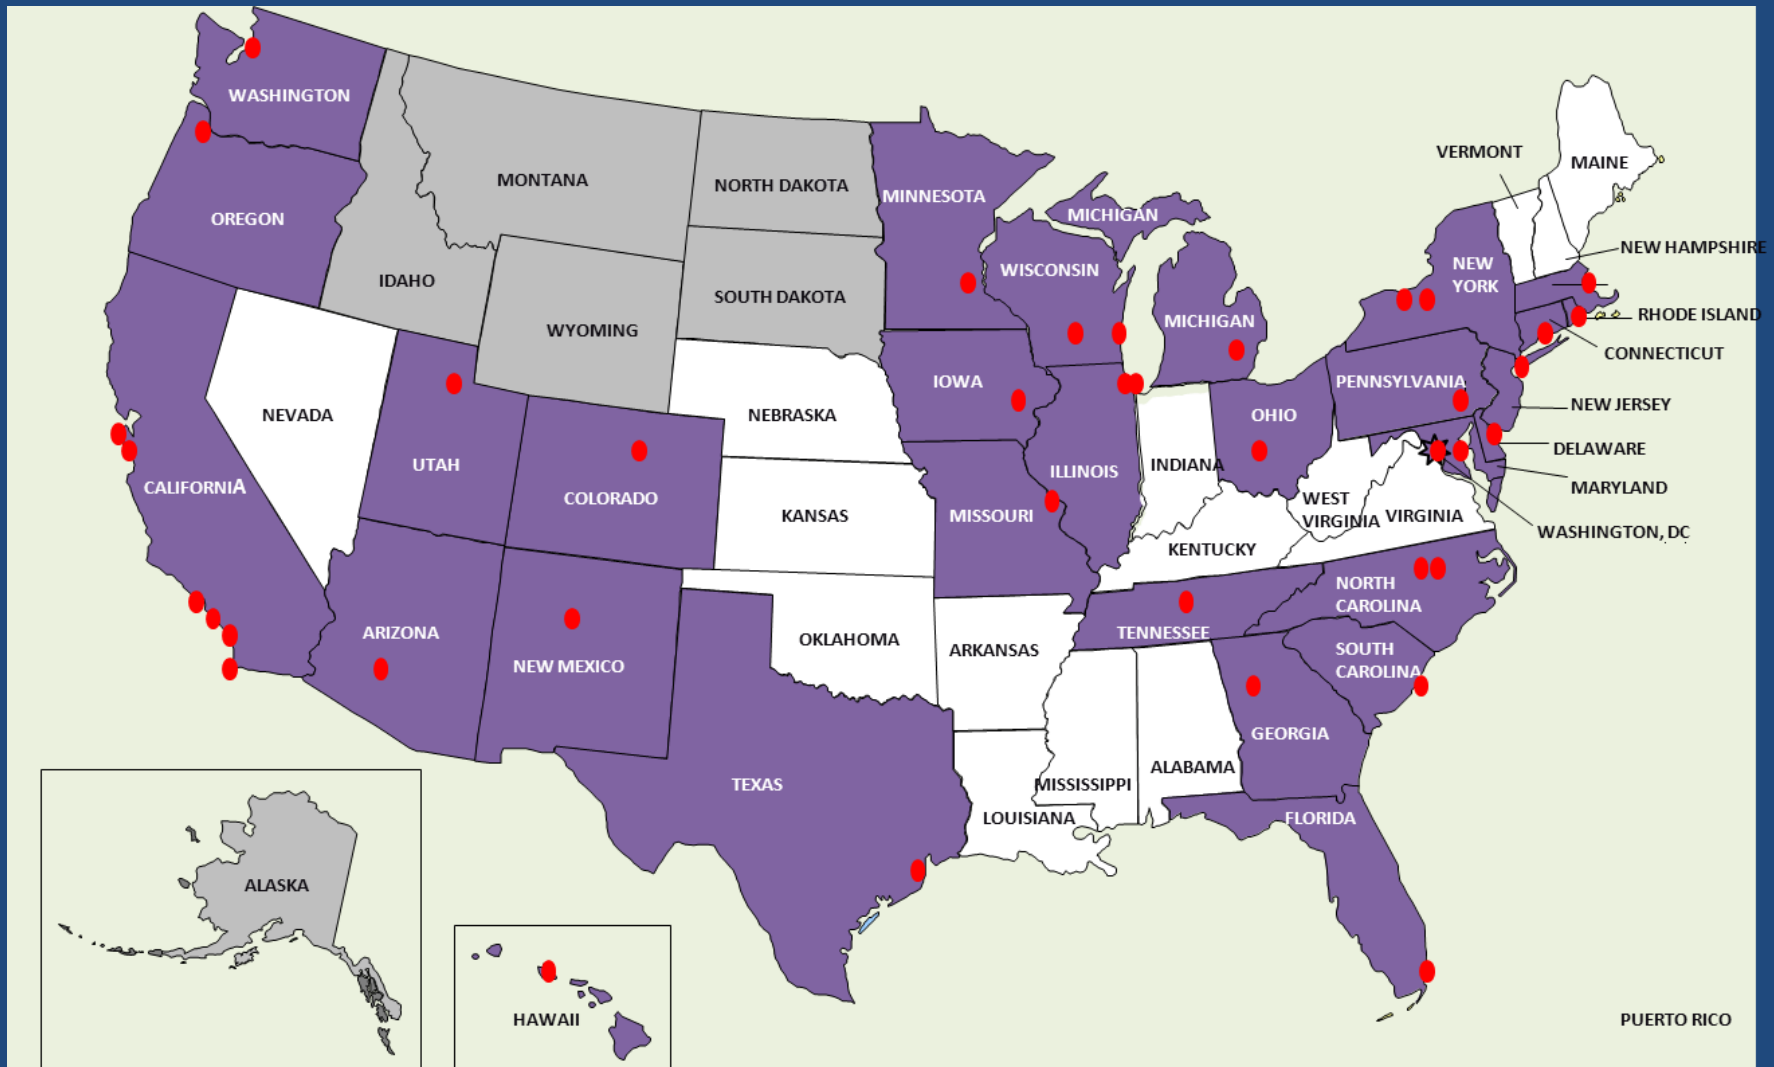 WASHINGTON
MONTANA
NORTH DAKOTA
MINNESOTA
MICHIGAN
VERMONT
MAINE
OREGON
IDAHO
WYOMING
SOUTH DAKOTA
WISCONSIN
MICHIGAN
NEW
YORK
NEW HAMPSHIRE
RHODE ISLAND
CONNECTICUT
NEVADA
UTAH
COLORADO
NEBRASKA
IOWA
ILLINOIS
INDIANA
OHIO
PENNSYLVANIA
NEW JERSEY
DELAWARE
MARYLAND
WASHINGTON, DC
CALIFORNIA
KANSAS
MISSOURI
KENTUCKY
WEST
VIRGINIA
VIRGINIA
ARIZONA
NEW MEXICO
OKLAHOMA
ARKANSAS
TENNESSEE
NORTH
CAROLINA
SOUTH
CAROLINA
TEXAS
LOUISIANA
MISSISSIPPI
ALABAMA
GEORGIA
FLORIDA
ALASKA
HAWAII
PUERTO RICO